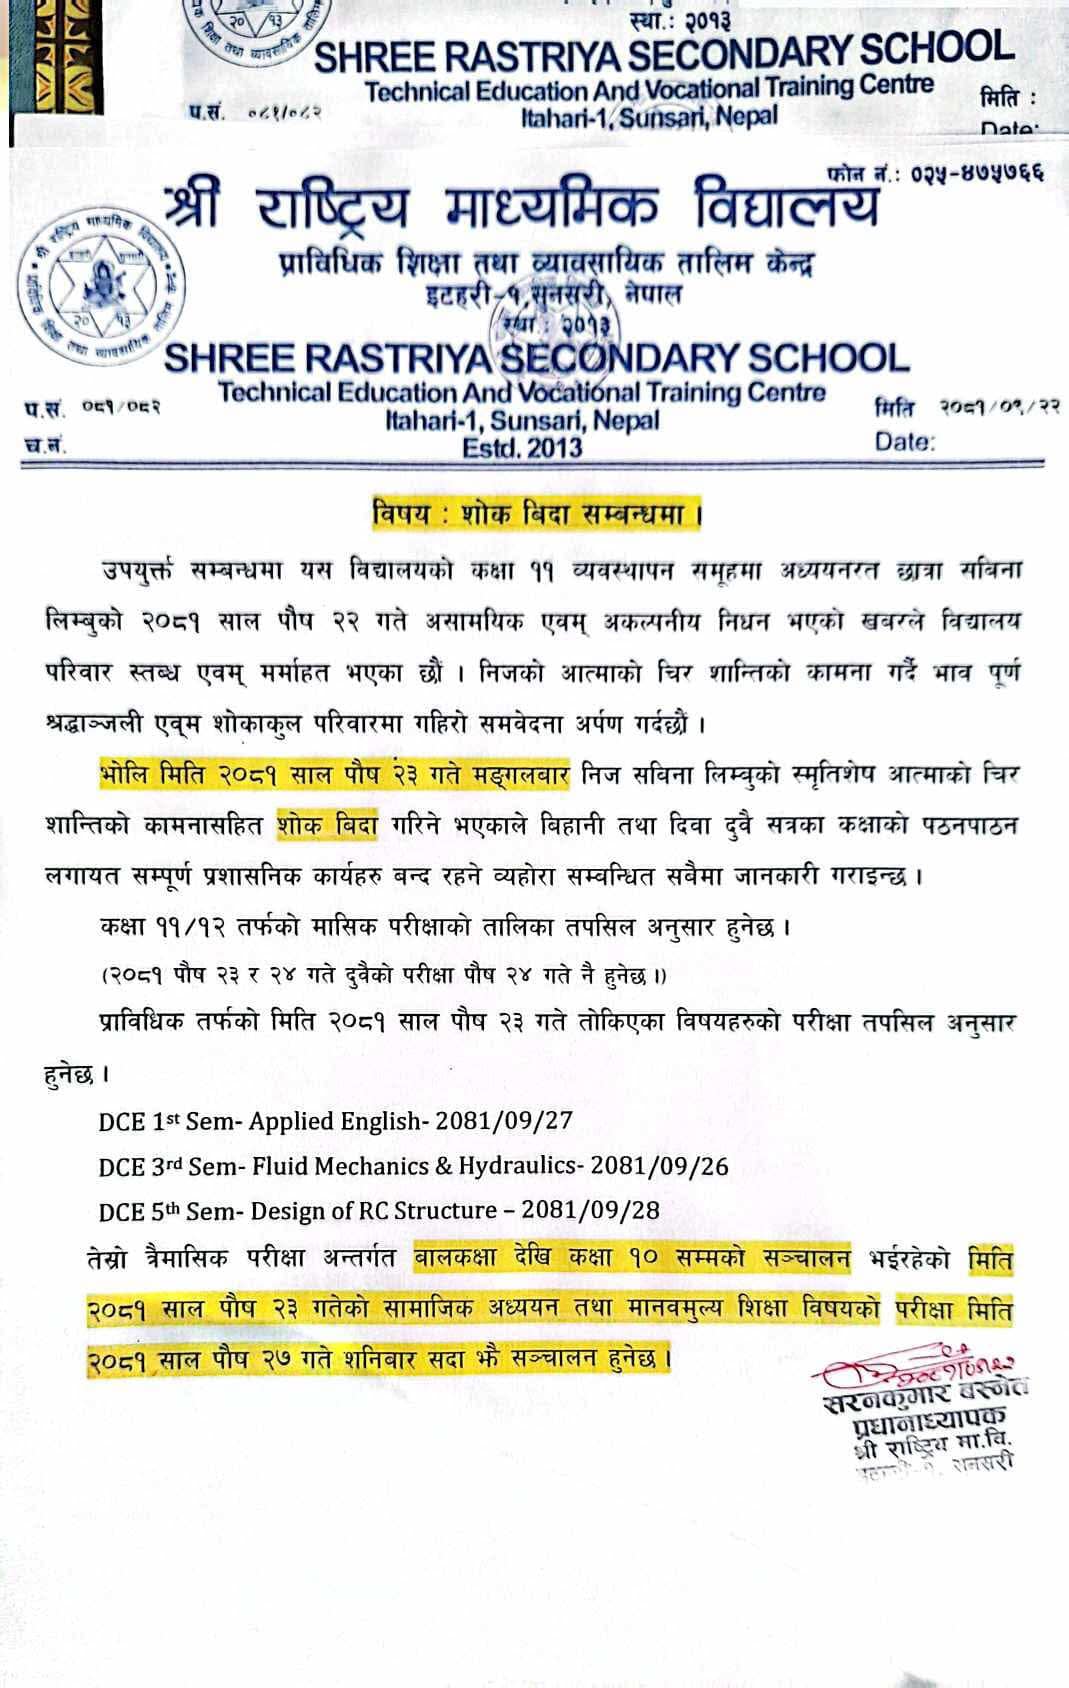 स्था.: २०१३
SHREE RASTRIYA SECONDARY SCHOOL
Technical Education And Vocational Training Centre
Itahari-1, Sunsari, Nepal
प.सं. ०८१/०८२
मिति :
Date:
फोन नं.: ०२५-४७५७६६
श्री राष्ट्रिय माध्यमिक विद्यालय
प्राविधिक शिक्षा तथा व्यावसायिक तालिम केन्द्र
इटहरी-१, सुनसरी, नेपाल
स्था : २०१३
SHREE RASTRIYA SECONDARY SCHOOL
Technical Education And Vocational Training Centre
Itahari-1, Sunsari, Nepal
Estd. 2013
प.सं. ०८१/०८२
च.नं.
मिति २०८१/०९/२२
Date:
विषय : शोक बिदा सम्बन्धमा ।
उपयुर्क्त सम्बन्धमा यस विद्यालयको कक्षा ११ व्यवस्थापन समूहमा अध्ययनरत छात्रा सबिना
लिम्बुको २०८१ साल पौष २२ गते असामयिक एवम् अकल्पनीय निधन भएको खबरले विद्यालय
परिवार स्तब्ध एवम् मर्माहत भएका छौं । निजको आत्माको चिर शान्तिको कामना गर्दै भाव पूर्ण
श्रद्धाञ्जली एव्म शोकाकुल परिवारमा गहिरो समवेदना अर्पण गर्दछौं ।
भोलि मिति २०८१ साल पौष २३ गते मङ्गलबार निज सबिना लिम्बुको स्मृतिशेष आत्माको चिर
शान्तिको कामनासहित शोक बिदा गरिने भएकाले बिहानी तथा दिवा दुवै सत्रका कक्षाको पठनपाठन
लगायत सम्पूर्ण प्रशासनिक कार्यहरु बन्द रहने व्यहोरा सम्बन्धित सबैमा जानकारी गराइन्छ ।
कक्षा ११/१२ तर्फको मासिक परीक्षाको तालिका तपसिल अनुसार हुनेछ ।
(२०८१ पौष २३ र २४ गते दुवैको परीक्षा पौष २४ गते नै हुनेछ ।)
प्राविधिक तर्फको मिति २०८१ साल पौष २३ गते तोकिएका विषयहरुको परीक्षा तपसिल अनुसार
हुनेछ ।
DCE 1st Sem- Applied English- 2081/09/27
DCE 3rd Sem- Fluid Mechanics & Hydraulics- 2081/09/26
DCE 5th Sem- Design of RC Structure – 2081/09/28
तेस्रो त्रैमासिक परीक्षा अन्तर्गत बालकक्षा देखि कक्षा १० सम्मको सञ्चालन भईरहेको मिति
२०८१ साल पौष २३ गतेको सामाजिक अध्ययन तथा मानवमुल्य शिक्षा विषयको परीक्षा मिति
२०८१ साल पौष २७ गते शनिबार सदा झै सञ्चालन हुनेछ ।
सरनकुमार बस्नेत
प्रधानाध्यापक
श्री राष्ट्रिय मा.वि.
सुनसरी